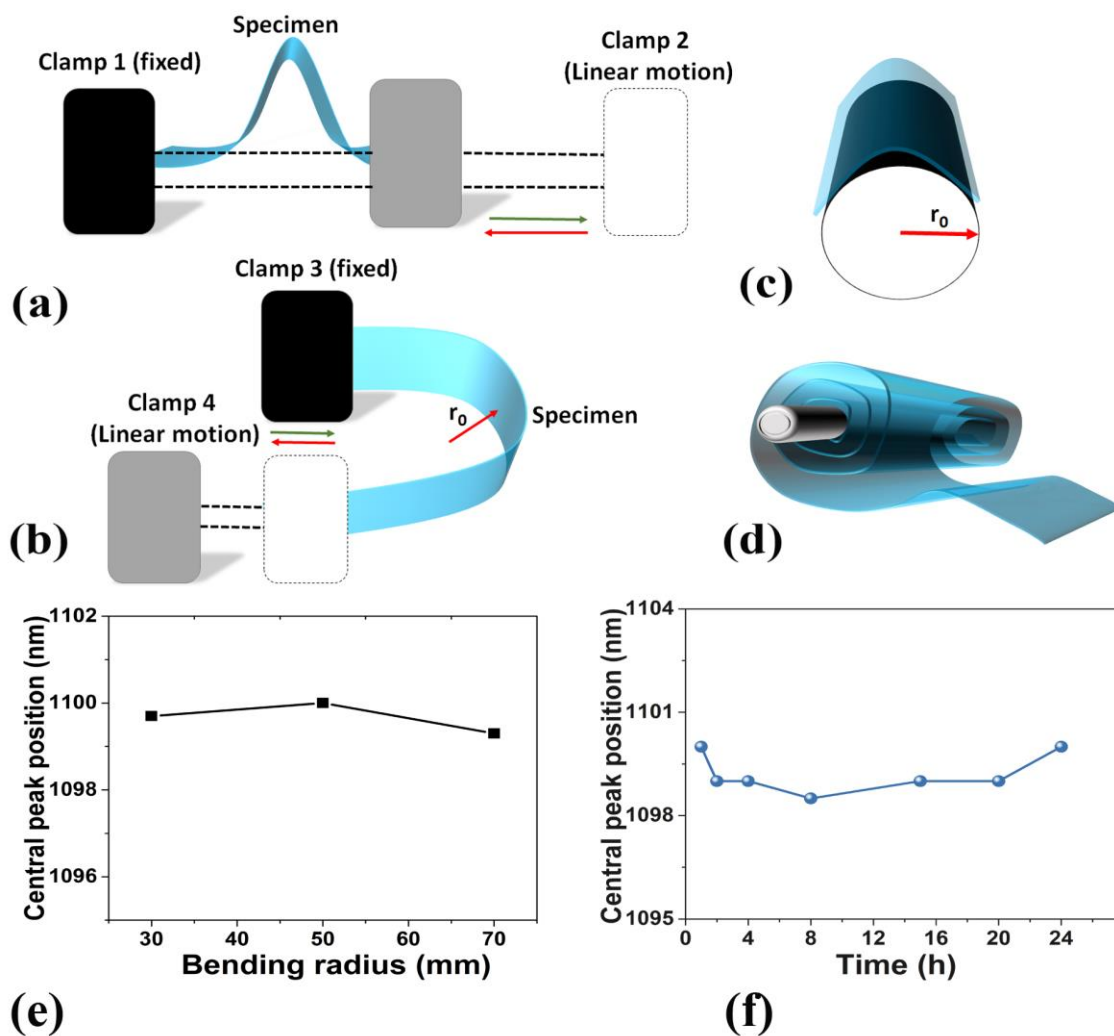 Specimen
Clamp 1 (fixed)
Clamp 2
(Linear motion)
r0
(a)
(c)
Clamp 3 (fixed)
Clamp 4
(Linear motion)
r0
Specimen
(b)
(d)
1102
1100
1098
1096
Central peak position (nm)
30 40 50 60 70
Bending radius (mm)
(e)
1104
1101
1098
1095
Central peak position (nm)
0 4 8 12 16 20 24
Time (h)
(f)